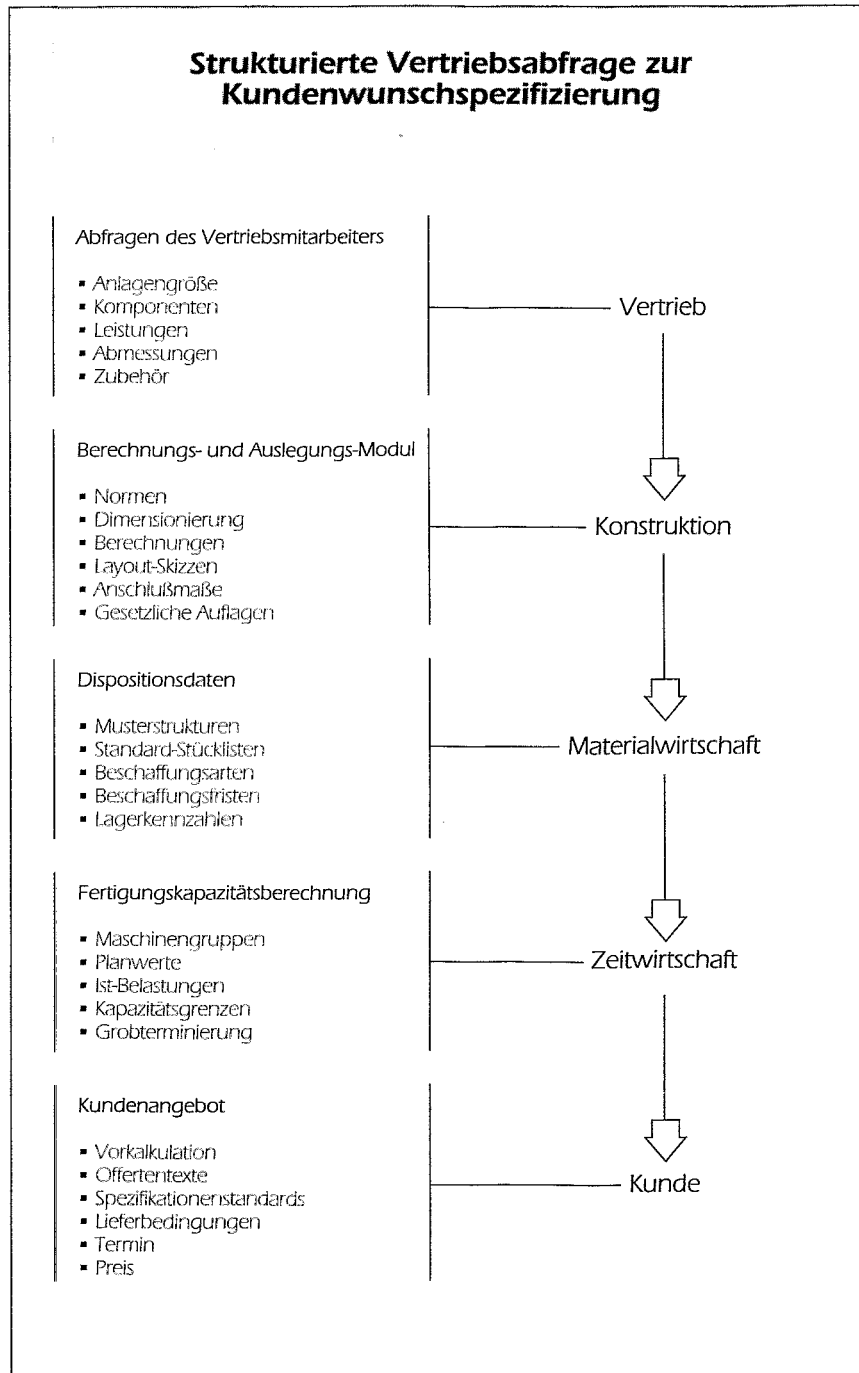 Strukturierte Vertriebsabfrage zur
Kundenwunschspezifizierung
Abfragen des Vertriebsmitarbeiters
▪ Anlagengröße
▪ Komponenten
▪ Leistungen
▪ Abmessungen
▪ Zubehör
Vertrieb
Berechnungs- und Auslegungs-Modul
▪ Normen
▪ Dimensionierung
▪ Berechnungen
▪ Layout-Skizzen
▪ Anschlußmaße
▪ Gesetzliche Auflagen
Konstruktion
Dispositionsdaten
▪ Musterstrukturen
▪ Standard-Stücklisten
▪ Beschaffungsarten
▪ Beschaffungsfristen
▪ Lagerkennzahlen
Materialwirtschaft
Fertigungskapazitätsberechnung
▪ Maschinengruppen
▪ Planwerte
▪ Ist-Belastungen
▪ Kapazitätsgrenzen
▪ Grobterminierung
Zeitwirtschaft
Kundenangebot
▪ Vorkalkulation
▪ Offertentexte
▪ Spezifikationenstandards
▪ Lieferbedingungen
▪ Termin
▪ Preis
Kunde